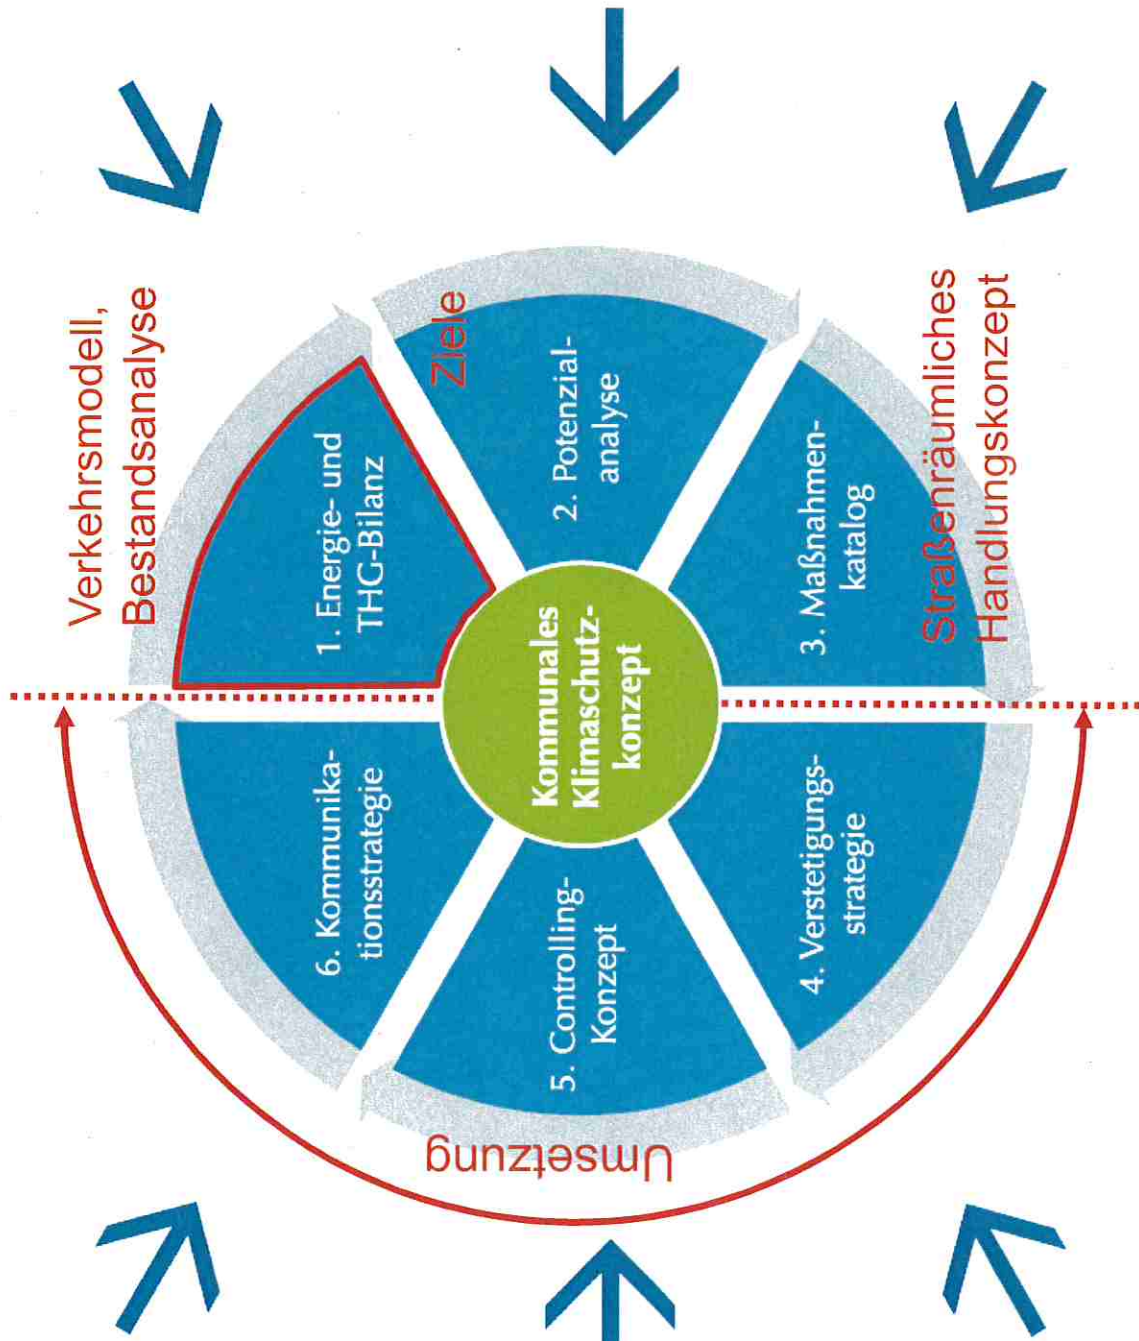 Verkehrsmodell,
Bestandsanalyse
1. Energie- und
THG-Bilanz
Ziele
2. Potenzial-
analyse
3. Maßnahmen-
katalog
Straßenräumliches
Handlungskonzept
4. Verstetigungs-
strategie
5. Controlling-
Konzept
6. Kommunika-
tionsstrategie
Umsetzung
Kommunales
Klimaschutz-
konzept